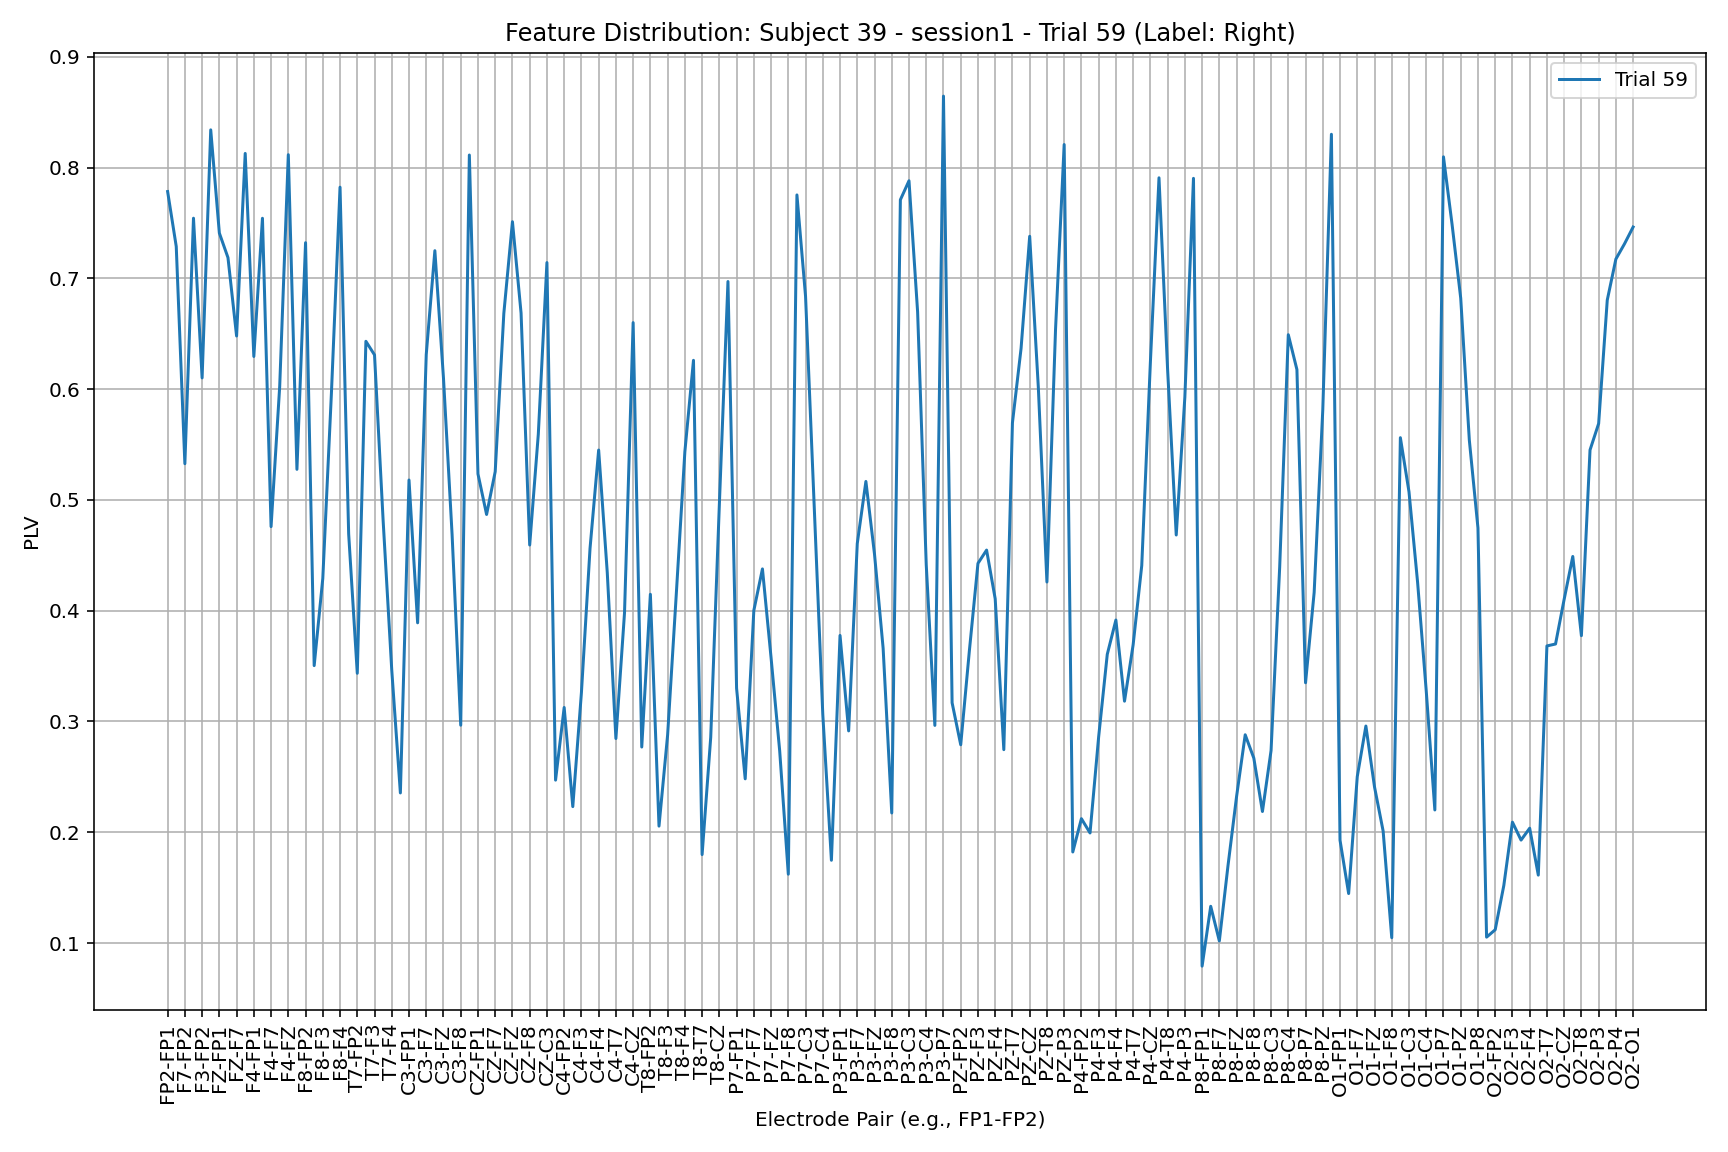 Feature Distribution: Subject 39 - session1 - Trial 59 (Label: Right)
Trial 59
PLV
0.9
0.8
0.7
0.6
0.5
0.4
0.3
0.2
0.1
FP2-FP1
F7-FP2
F3-FP2
FZ-FP1
FZ-F7
F4-FP1
F4-F7
F4-FZ
F8-FP2
F8-F3
F8-F4
T7-FP2
T7-F3
T7-F4
C3-FP1
C3-F7
C3-FZ
C3-F8
CZ-FP1
CZ-F7
CZ-FZ
CZ-F8
CZ-C3
C4-FP2
C4-F3
C4-F4
C4-T7
C4-CZ
T8-FP2
T8-F3
T8-F4
T8-T7
T8-CZ
P7-FP1
P7-F7
P7-FZ
P7-F8
P7-C3
P7-C4
P3-FP1
P3-F7
P3-FZ
P3-F8
P3-C3
P3-C4
P3-P7
PZ-FP2
PZ-F3
PZ-F4
PZ-T7
PZ-CZ
PZ-T8
PZ-P3
P4-FP2
P4-F3
P4-F4
P4-T7
P4-CZ
P4-T8
P4-P3
P8-FP1
P8-F7
P8-FZ
P8-F8
P8-C3
P8-C4
P8-P7
P8-PZ
O1-FP1
O1-F7
O1-FZ
O1-F8
O1-C3
O1-C4
O1-P7
O1-PZ
O1-P8
O2-FP2
O2-F3
O2-F4
O2-T7
O2-CZ
O2-T8
O2-P3
O2-P4
O2-O1
Electrode Pair (e.g., FP1-FP2)